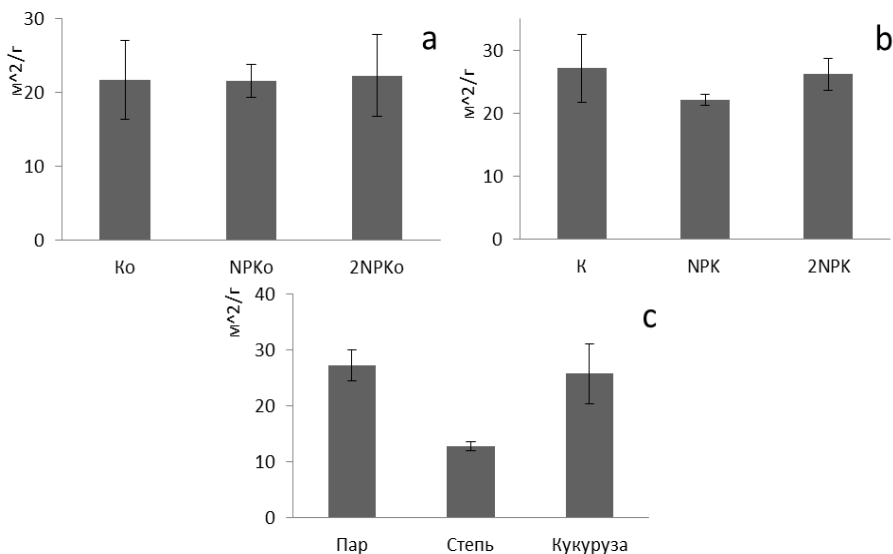 м^2/г
30
20
10
0
a
Ко NPKо 2NPKо
м^2/г
30
20
10
0
b
К NPK 2NPK
м^2/г
40
30
20
10
0
c
Пар Степь Кукуруза